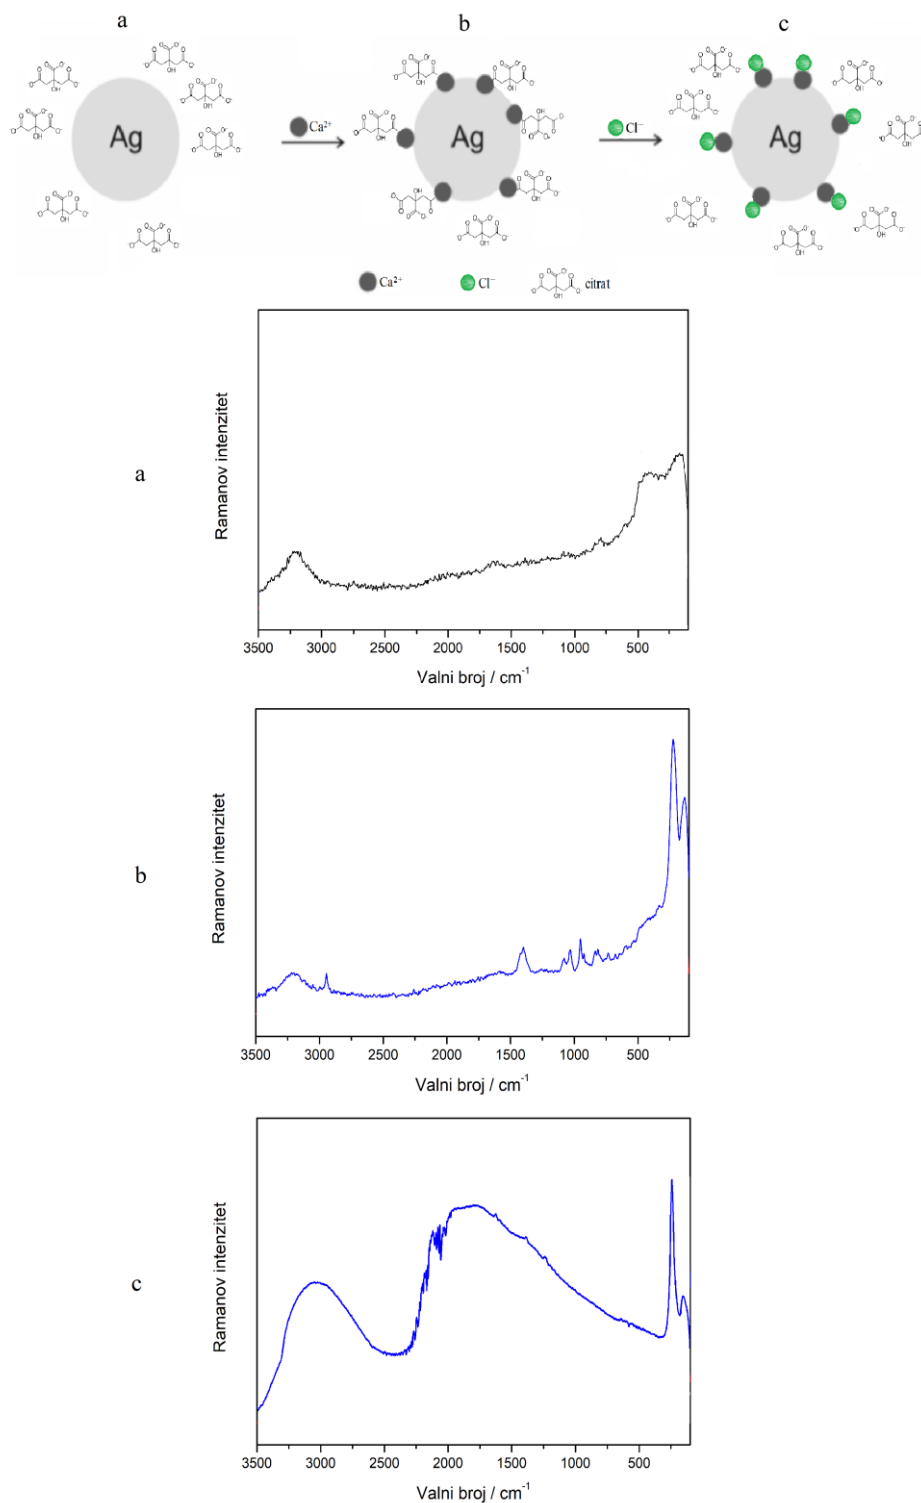 a b c
Ag Ca²⁺ Ag Cl⁻ Ag
Ca²⁺ Cl⁻ citrat
a
Ramanov intenzitet
3500 3000 2500 2000 1500 1000 500
Valni broj / cm⁻¹
b
Ramanov intenzitet
3500 3000 2500 2000 1500 1000 500
Valni broj / cm⁻¹
c
Ramanov intenzitet
3500 3000 2500 2000 1500 1000 500
Valni broj / cm⁻¹